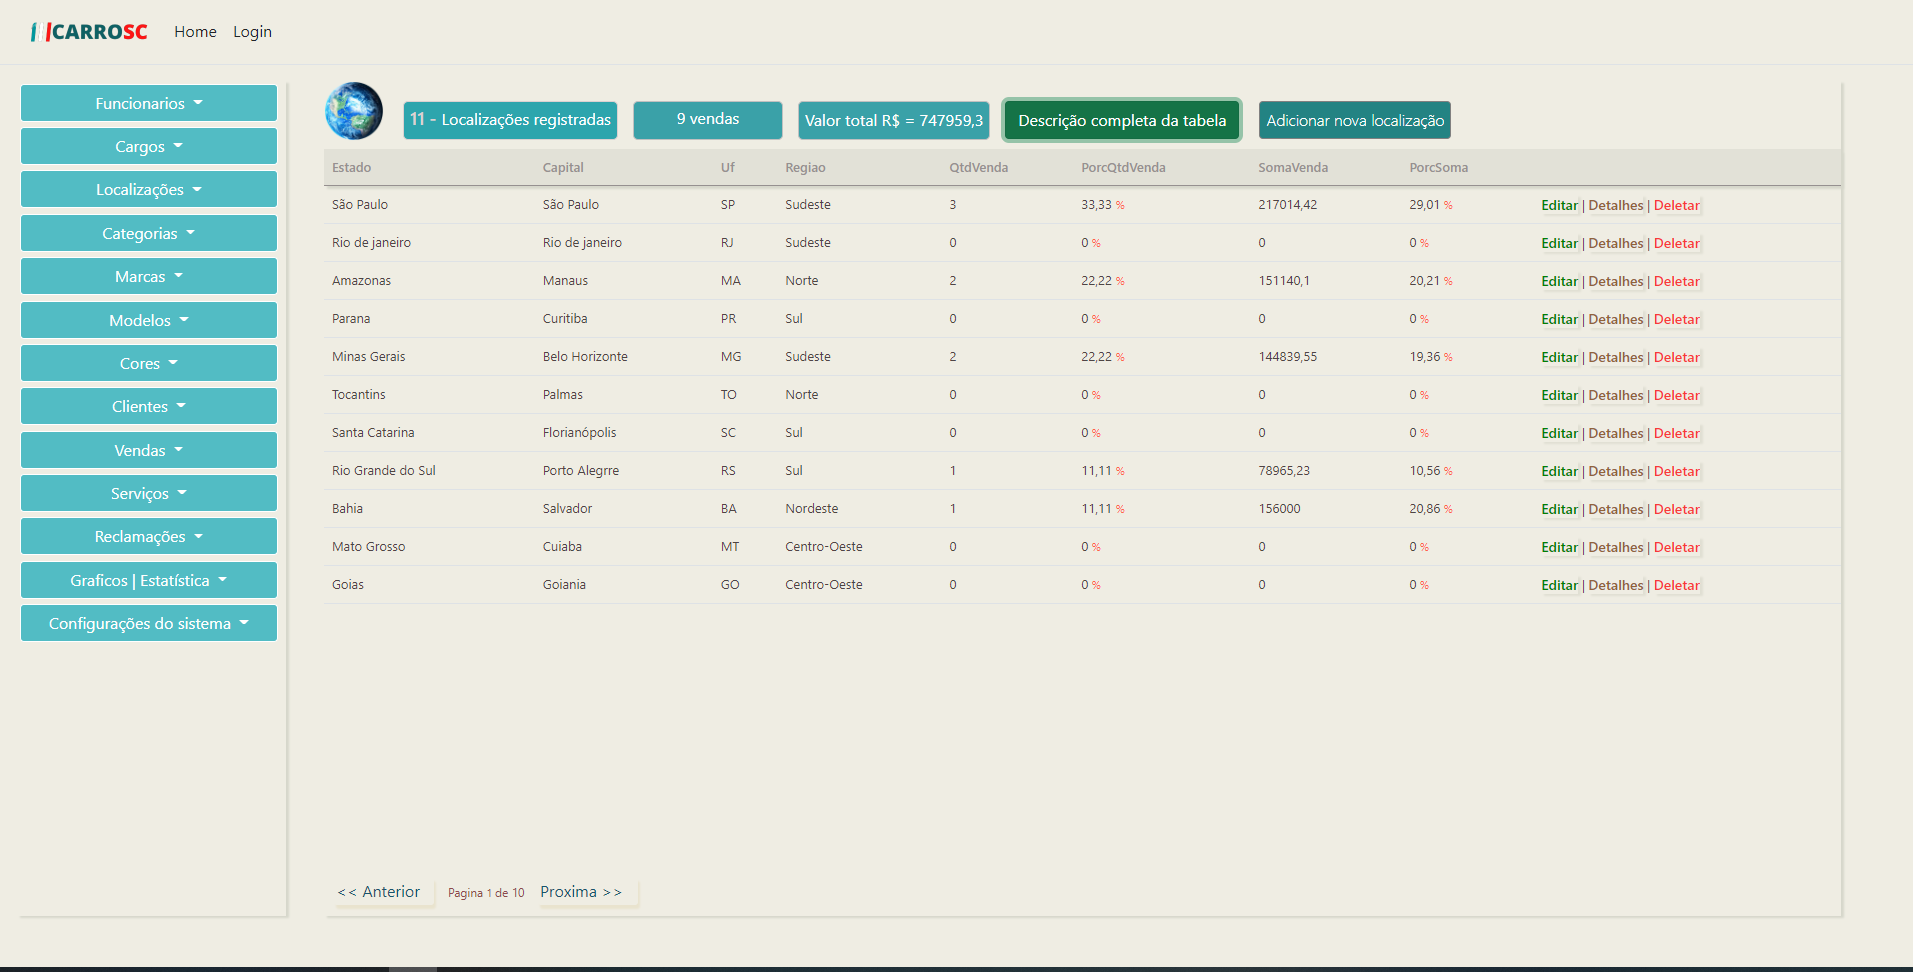 CARROSC Home Login
Funcionarios
Cargos
Localizações
Categorias
Marcas
Modelos
Cores
Clientes
Vendas
Serviços
Reclamações
Graficos | Estatística
Configurações do sistema
11 - Localizações registradas 9 vendas Valor total R$ = 747959,3 Descrição completa da tabela Adicionar nova localização
Estado Capital Uf Regiao QtdVenda PorcQtdVenda SomaVenda PorcSoma
São Paulo São Paulo SP Sudeste 3 33,33 % 217014,42 29,01 % Editar | Detalhes | Deletar
Rio de janeiro Rio de janeiro RJ Sudeste 0 0 % 0 0 % Editar | Detalhes | Deletar
Amazonas Manaus MA Norte 2 22,22 % 151140,1 20,21 % Editar | Detalhes | Deletar
Parana Curitiba PR Sul 0 0 % 0 0 % Editar | Detalhes | Deletar
Minas Gerais Belo Horizonte MG Sudeste 2 22,22 % 144839,55 19,36 % Editar | Detalhes | Deletar
Tocantins Palmas TO Norte 0 0 % 0 0 % Editar | Detalhes | Deletar
Santa Catarina Florianópolis SC Sul 0 0 % 0 0 % Editar | Detalhes | Deletar
Rio Grande do Sul Porto Alegrre RS Sul 1 11,11 % 78965,23 10,56 % Editar | Detalhes | Deletar
Bahia Salvador BA Nordeste 1 11,11 % 156000 20,86 % Editar | Detalhes | Deletar
Mato Grosso Cuiaba MT Centro-Oeste 0 0 % 0 0 % Editar | Detalhes | Deletar
Goias Goiania GO Centro-Oeste 0 0 % 0 0 % Editar | Detalhes | Deletar
<< Anterior Pagina 1 de 10 Proxima >>